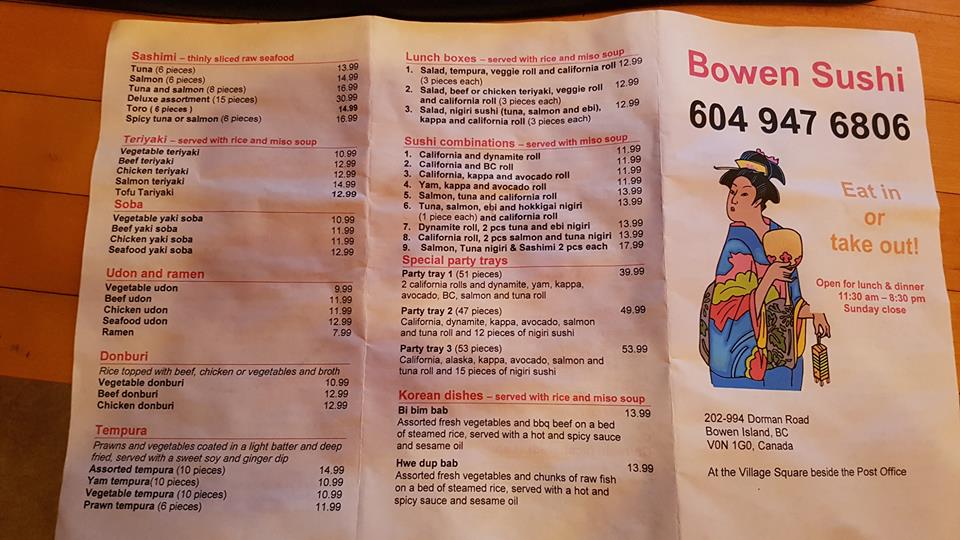 Sashimi – thinly sliced raw seafood
Tuna (6 pieces) 13.99
Salmon (6 pieces) 14.99
Tuna and salmon (8 pieces) 16.99
Deluxe assortment (15 pieces) 30.99
Toro ( 6 pieces ) 14.99
Spicy tuna or salmon (6 pieces) 16.99
Teriyaki – served with rice and miso soup
Vegetable teriyaki 10.99
Beef teriyaki 12.99
Chicken teriyaki 12.99
Salmon teriyaki 14.99
Tofu Tariyaki 12.99
Soba
Vegetable yaki soba 10.99
Beef yaki soba 11.99
Chicken yaki soba 11.99
Seafood yaki soba 12.99
Udon and ramen
Vegetable udon 9.99
Beef udon 11.99
Chicken udon 11.99
Seafood udon 12.99
Ramen 7.99
Donburi
Rice topped with beef, chicken or vegetables and broth
Vegetable donburi 10.99
Beef donburi 12.99
Chicken donburi 12.99
Tempura
Prawns and vegetables coated in a light batter and deep
fried, served with a sweet soy and ginger dip
Assorted tempura (10 pieces) 14.99
Yam tempura(10 pieces) 10.99
Vegetable tempura (10 pieces) 10.99
Prawn tempura (6 pieces) 11.99
Lunch boxes – served with rice and miso soup
1. Salad, tempura, veggie roll and california roll 12.99
(3 pieces each)
2. Salad, beef or chicken teriyaki, veggie roll 12.99
and california roll (3 pieces each)
3. Salad, nigiri sushi (tuna, salmon and ebi), 12.99
kappa and california roll (3 pieces each)
Sushi combinations – served with miso soup
1. California and dynamite roll 11.99
2. California and BC roll 11.99
3. California, kappa and avocado roll 11.99
4. Yam, kappa and avocado roll 11.99
5. Salmon, tuna and california roll 13.99
6. Tuna, salmon, ebi and hokkigai nigiri 13.99
(1 piece each) and california roll
7. Dynamite roll, 2 pcs tuna and ebi nigiri 13.99
8. California roll, 2 pcs salmon and tuna nigiri 13.99
9. Salmon, Tuna nigiri & Sashimi 2 pcs each 17.99
Special party trays
Party tray 1 (51 pieces) 39.99
2 california rolls and dynamite, yam, kappa,
avocado, BC, salmon and tuna roll
Party tray 2 (47 pieces) 49.99
California, dynamite, kappa, avocado, salmon
and tuna roll and 12 pieces of nigiri sushi
Party tray 3 (53 pieces) 53.99
California, alaska, kappa, avocado, salmon and
tuna roll and 15 pieces of nigiri sushi
Korean dishes – served with rice and miso soup
Bi bim bab 13.99
Assorted fresh vegetables and bbq beef on a bed
of steamed rice, served with a hot and spicy sauce
and sesame oil
Hwe dup bab 13.99
Assorted fresh vegetables and chunks of raw fish
on a bed of steamed rice, served with a hot and
spicy sauce and sesame oil
Bowen Sushi
604 947 6806
Eat in
or
take out!
Open for lunch & dinner
11:30 am – 8:30 pm
Sunday close
202-994 Dorman Road
Bowen Island, BC
V0N 1G0, Canada
At the Village Square beside the Post Office